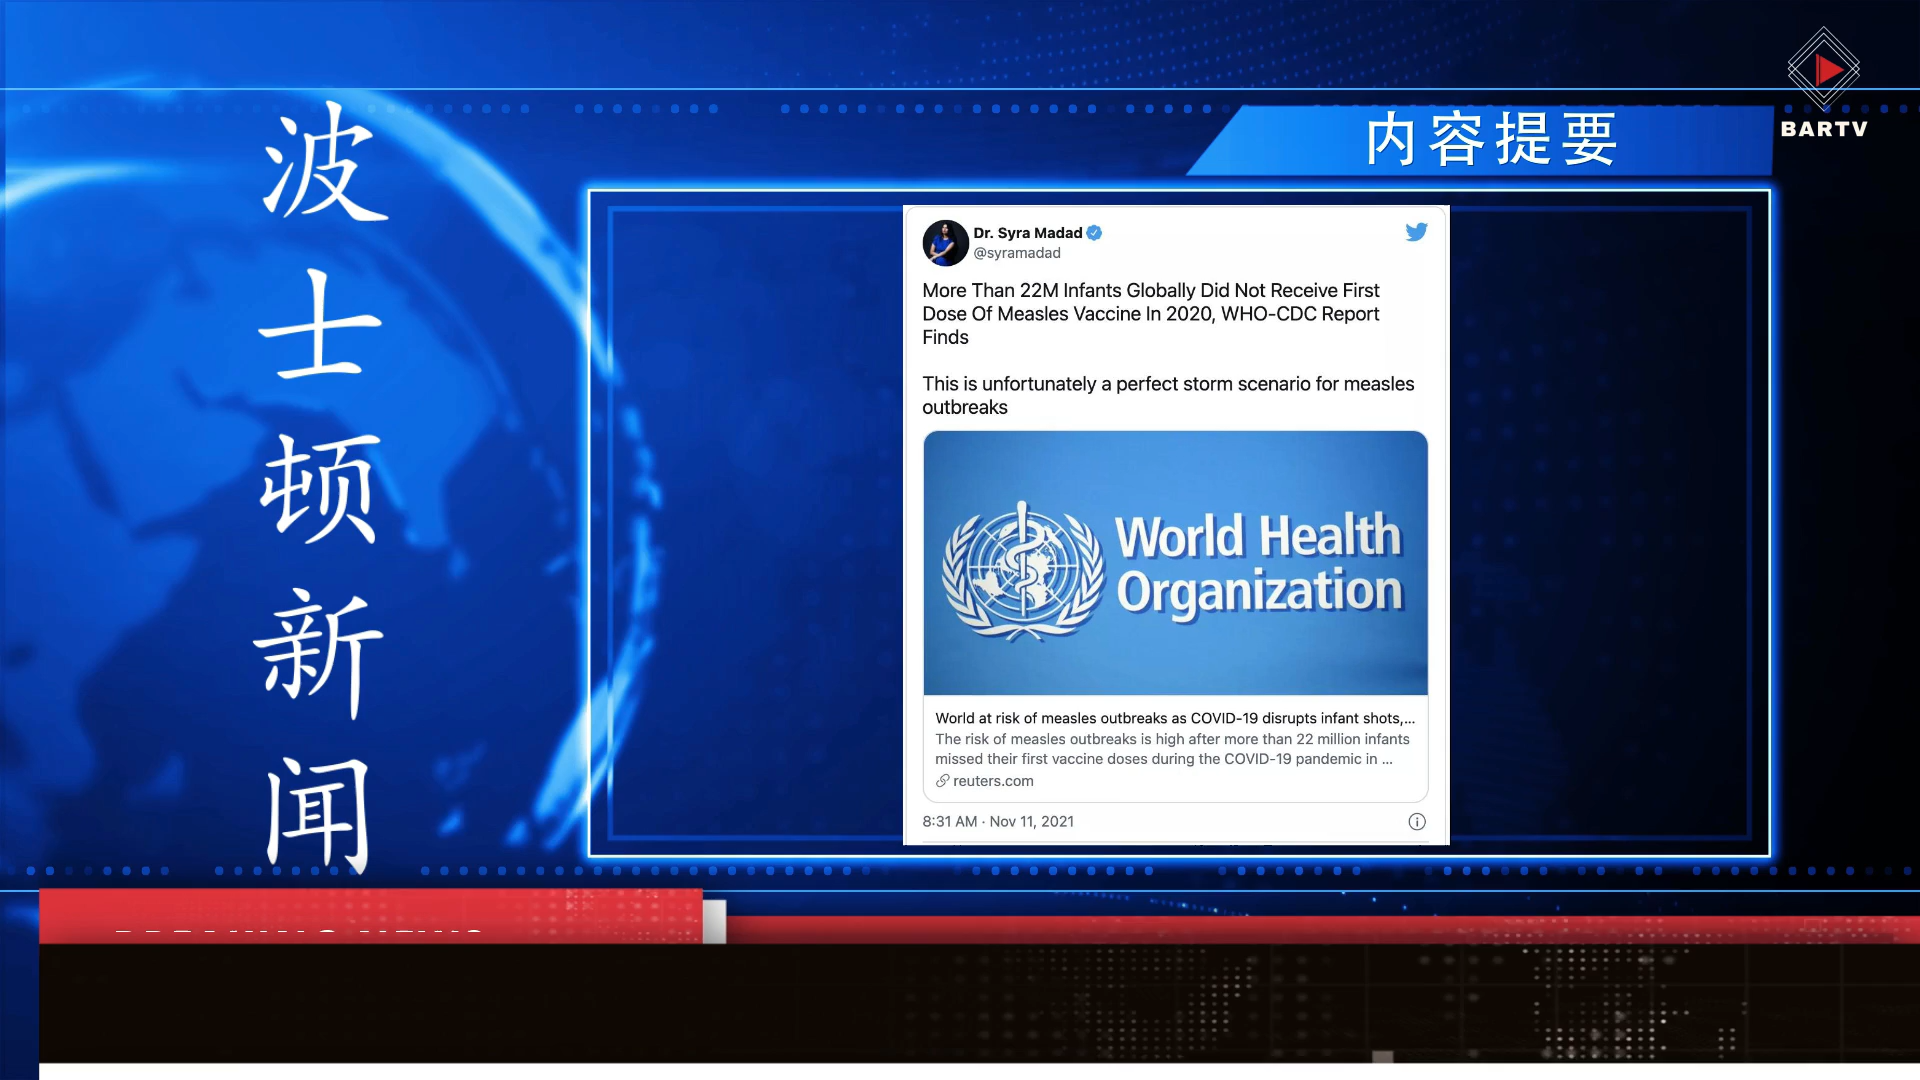 波士顿新闻
内容提要
BARTV
Dr. Syra Madad
@syramadad
More Than 22M Infants Globally Did Not Receive First
Dose Of Measles Vaccine In 2020, WHO-CDC Report
Finds
This is unfortunately a perfect storm scenario for measles
outbreaks
World Health
Organization
World at risk of measles outbreaks as COVID-19 disrupts infant shots,...
The risk of measles outbreaks is high after more than 22 million infants
missed their first vaccine doses during the COVID-19 pandemic in ...
reuters.com
8:31 AM · Nov 11, 2021